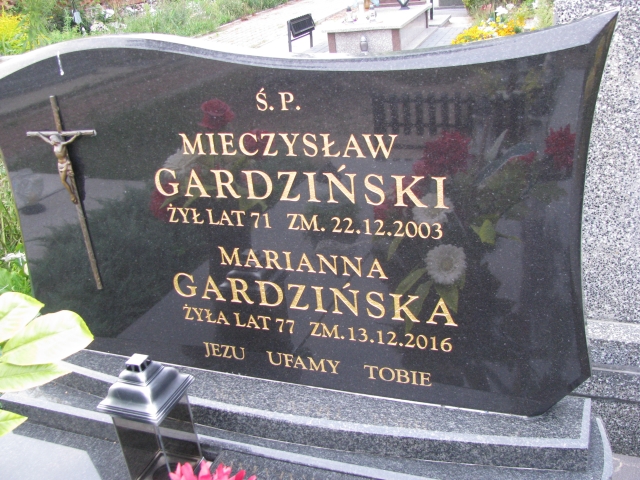 Ś.P.
MIECZYSŁAW
GARDZIŃSKI
ŻYŁ LAT 71 ZM. 22.12.2003
MARIANNA
GARDZIŃSKA
ŻYŁA LAT 77 ZM.13.12.2016
JEZU UFAMY TOBIE